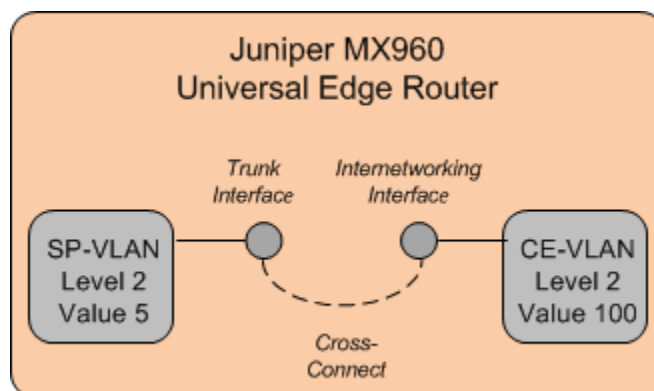 Juniper MX960
Universal Edge Router
Trunk
Interface
Internetworking
Interface
SP-VLAN
Level 2
Value 5
CE-VLAN
Level 2
Value 100
Cross-
Connect